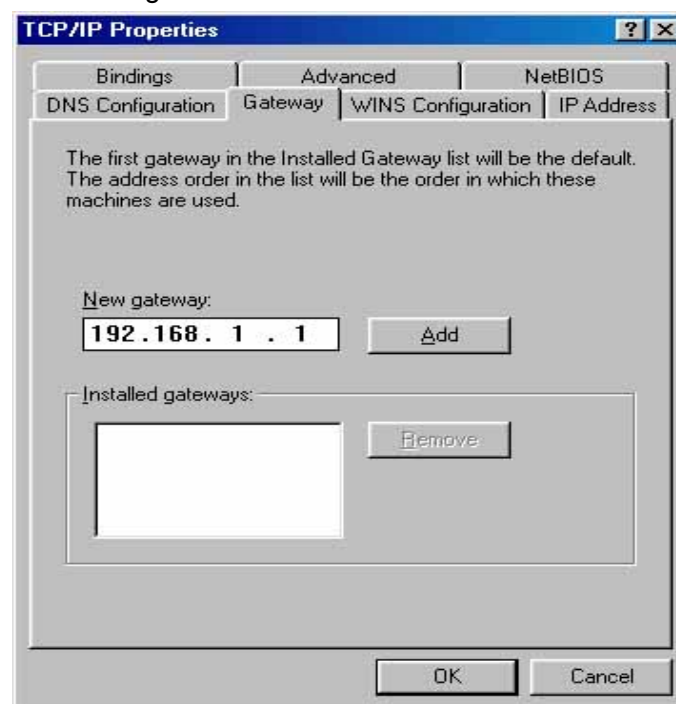 TCP/IP Properties
Bindings Advanced NetBIOS
DNS Configuration Gateway WINS Configuration IP Address
The first gateway in the Installed Gateway list will be the default.
The address order in the list will be the order in which these
machines are used.
New gateway:
192.168. 1 . 1 Add
Installed gateways:
Remove
OK Cancel